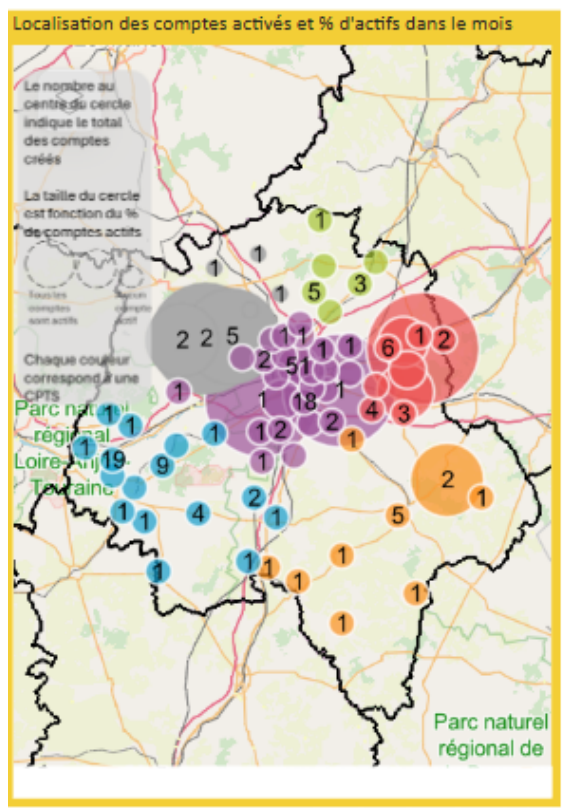 Localisation des comptes activés et % d'actifs dans le mois
Le nombre au
centre du cercle
indique le total
des comptes
créés
La taille du cercle
est fonction du %
de comptes actifs
Tous les
comptes
sont actifs
Aucun
compte
actif
Chaque couleur
correspond à une
CPTS
1
1
1
1
5
3
2 2 5
1 1
2
1
1
51
1
1
18
6
1
2
4
3
1
1
1
1
1
19
9
1 2
1
1
1
4
2
1
1
1
2
1
5
1
1
1
1
1
Parc naturel
régional
Loire-Anjou-
Touraine
Parc naturel
régional de